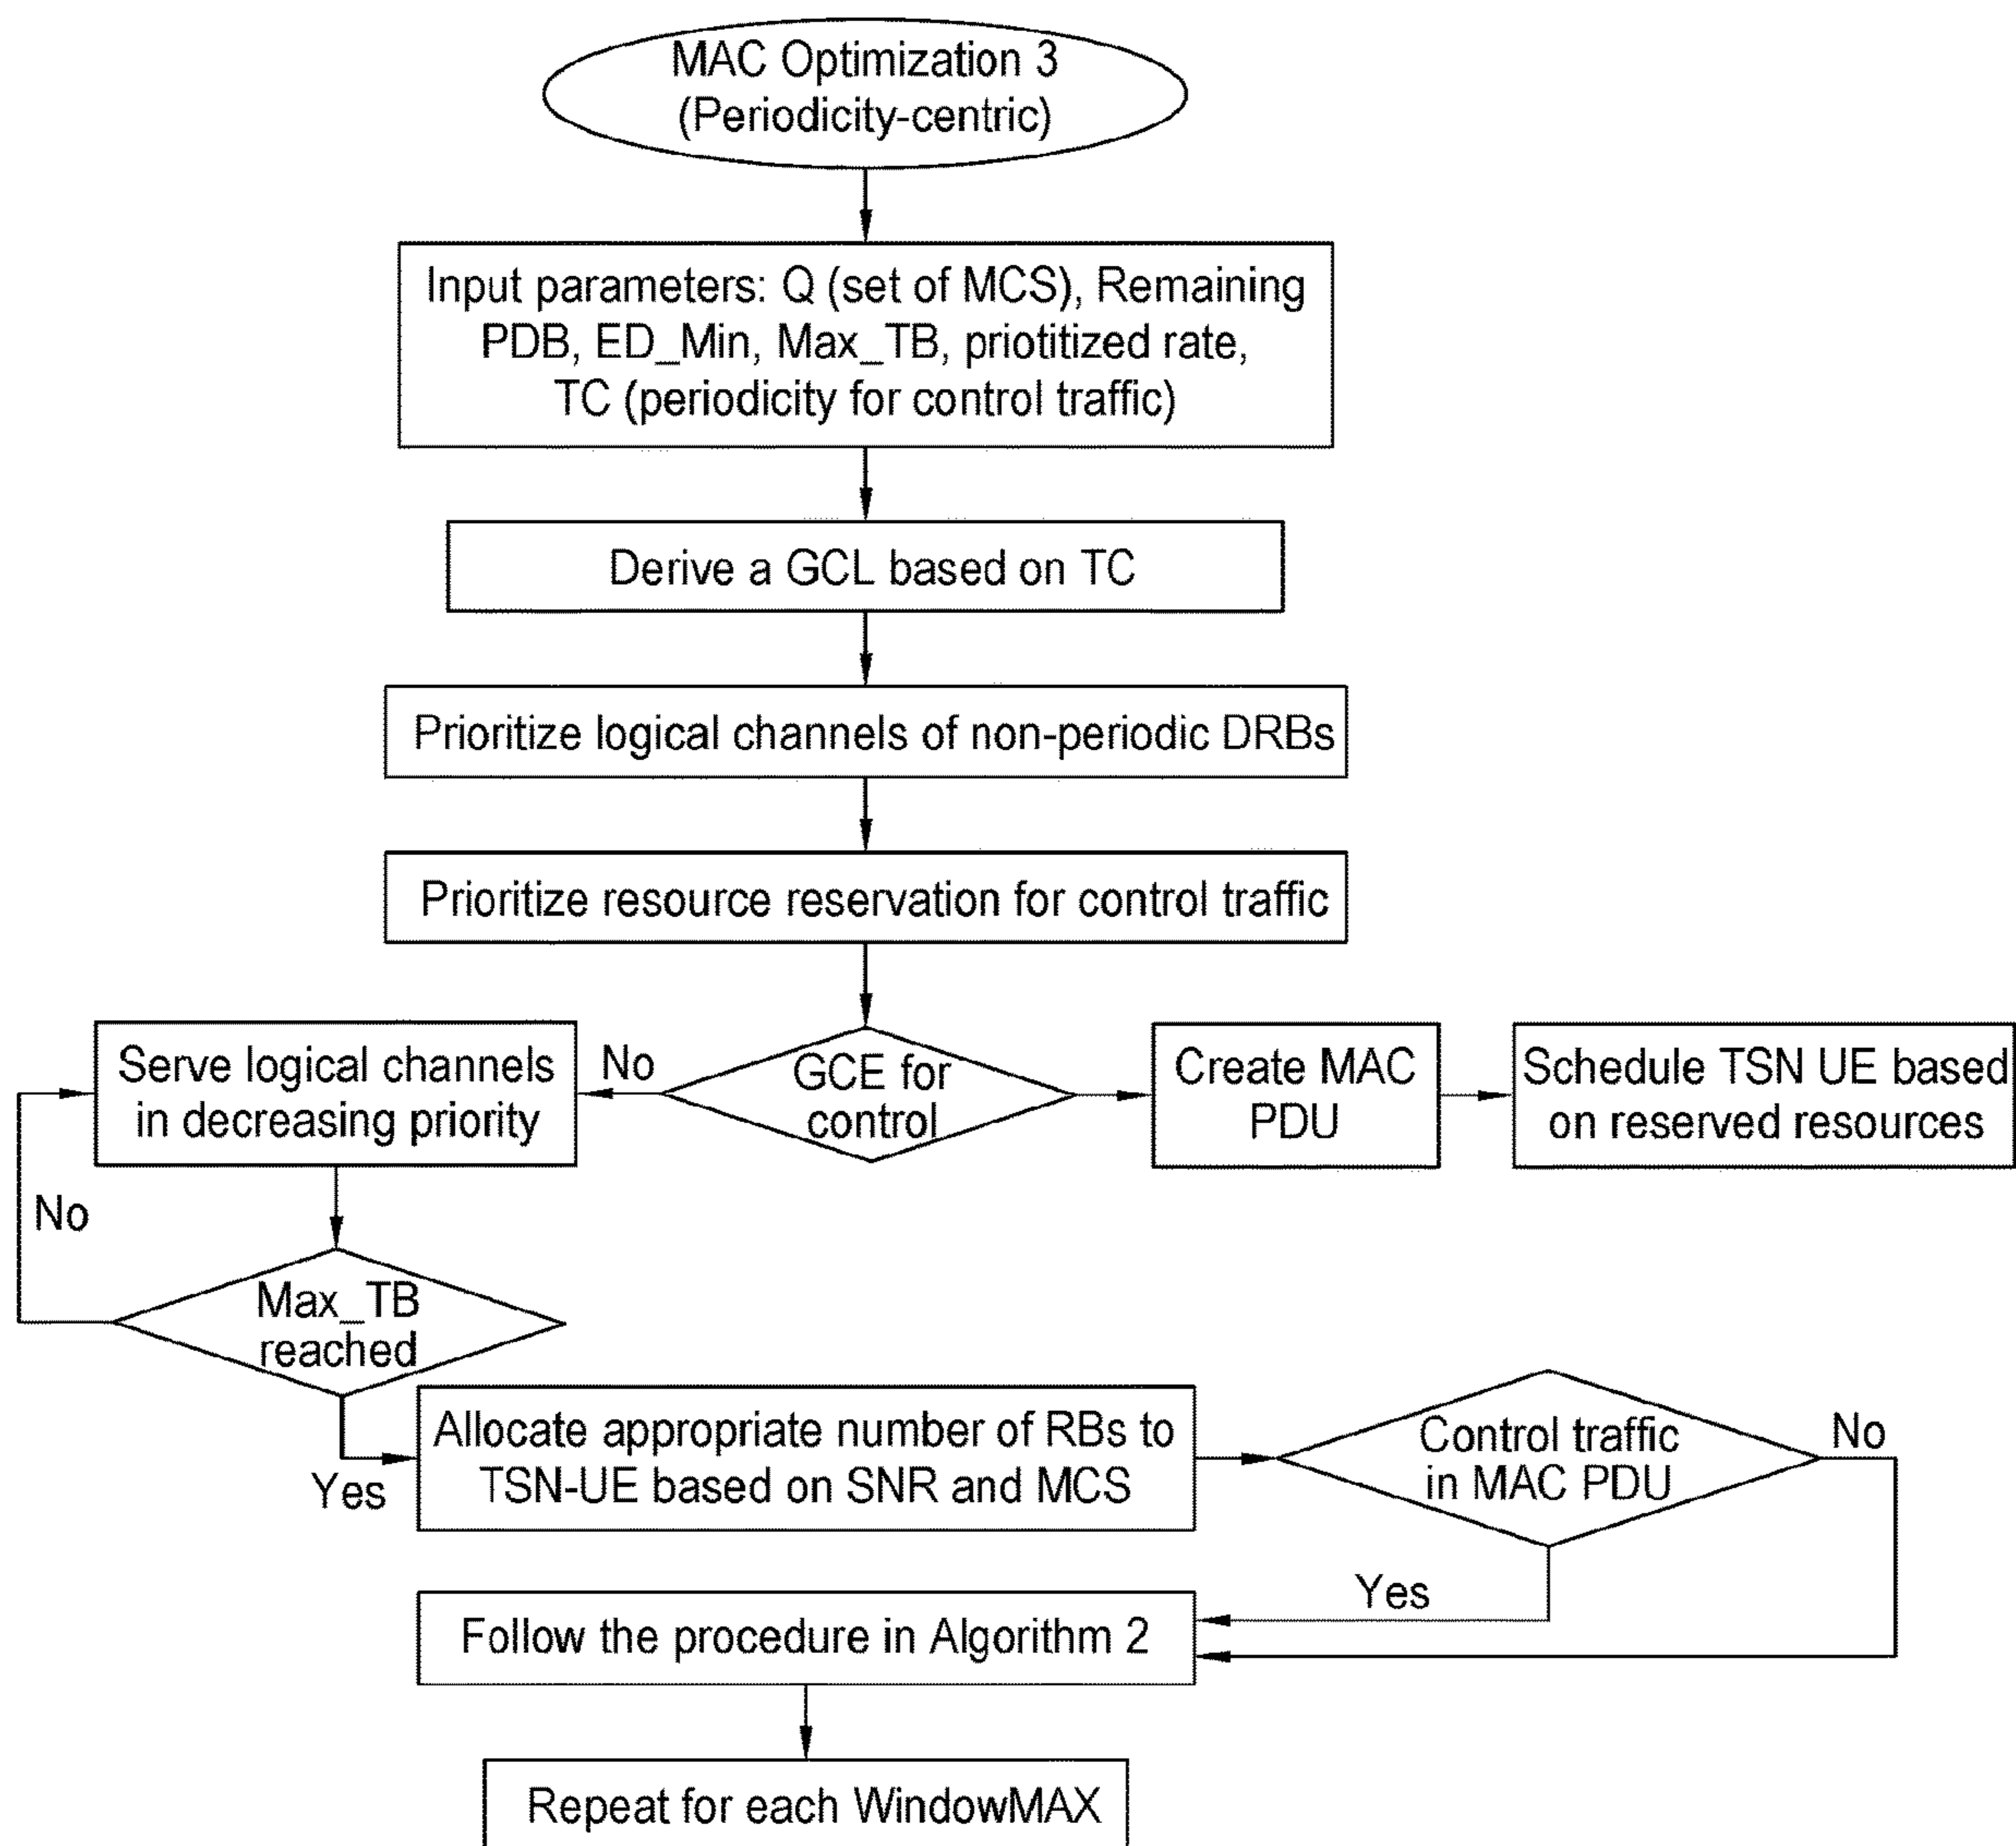 MAC Optimization 3
(Periodicity-centric)
Input parameters: Q (set of MCS), Remaining
PDB, ED_Min, Max_TB, priotitized rate,
TC (periodicity for control traffic)
Derive a GCL based on TC
Prioritize logical channels of non-periodic DRBs
Prioritize resource reservation for control traffic
Serve logical channels
in decreasing priority
No
GCE for
control
Create MAC
PDU
Schedule TSN UE based
on reserved resources
No
Max_TB
reached
Yes
Allocate appropriate number of RBs to
TSN-UE based on SNR and MCS
Control traffic
in MAC PDU
No
Yes
Follow the procedure in Algorithm 2
Repeat for each WindowMAX